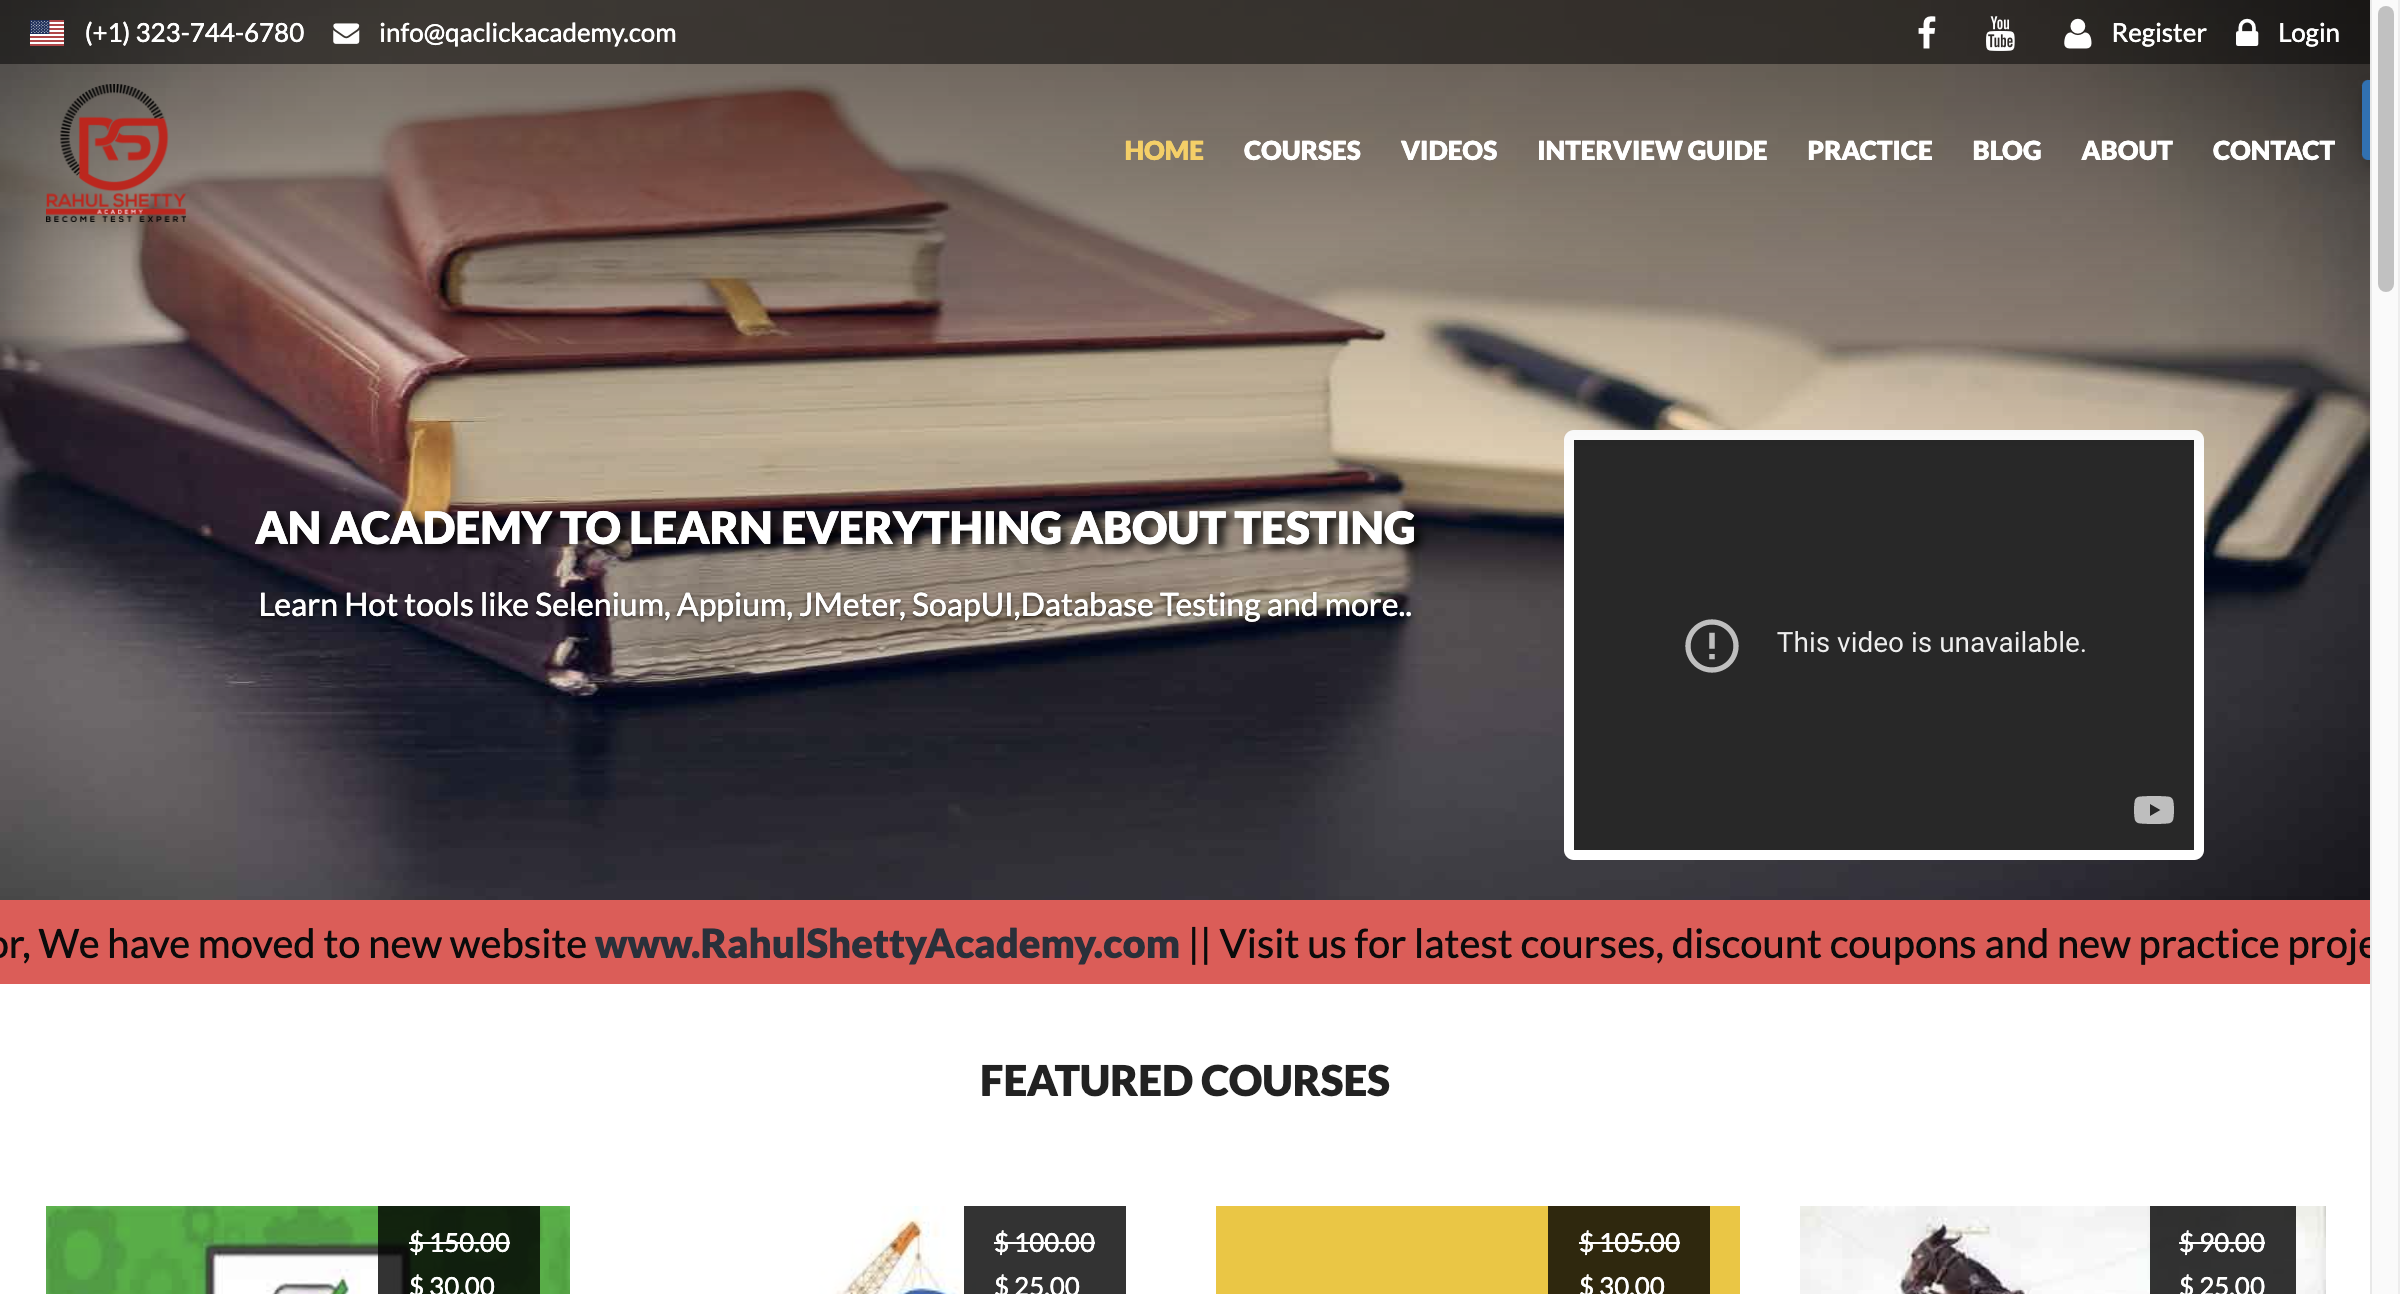 (+1) 323-744-6780 info@qaclickacademy.com You Tube Register Login
RS
RAHUL SHETTY
ACADEMY
BECOME TEST EXPERT
HOME COURSES VIDEOS INTERVIEW GUIDE PRACTICE BLOG ABOUT CONTACT
AN ACADEMY TO LEARN EVERYTHING ABOUT TESTING
Learn Hot tools like Selenium, Appium, JMeter, SoapUI,Database Testing and more..
This video is unavailable.
or, We have moved to new website www.RahulShettyAcademy.com || Visit us for latest courses, discount coupons and new practice proje
FEATURED COURSES
$ 150.00 $ 100.00 $ 105.00 $ 90.00
$ 30.00 $ 25.00 $ 30.00 $ 25.00